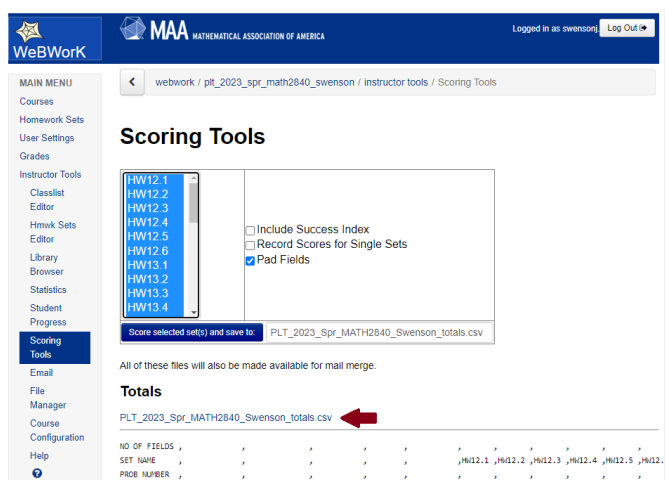 WeBWorK
MAA MATHEMATICAL ASSOCIATION OF AMERICA
Logged in as swensonj.
Log Out
MAIN MENU
Courses
Homework Sets
User Settings
Grades
Instructor Tools
Classlist
Editor
Hmwk Sets
Editor
Library
Browser
Statistics
Student
Progress
Scoring
Tools
Email
File
Manager
Course
Configuration
Help
webwork / plt_2023_spr_math2840_swenson / instructor tools / Scoring Tools
Scoring Tools
HW12.1
HW12.2
HW12.3
HW12.4
HW12.5
HW12.6
HW13.1
HW13.2
HW13.3
HW13.4
Include Success Index
Record Scores for Single Sets
Pad Fields
Score selected set(s) and save to: PLT_2023_Spr_MATH2840_Swenson_totals.csv
All of these files will also be made available for mail merge.
Totals
PLT_2023_Spr_MATH2840_Swenson_totals.csv
NO OF FIELDS , , , , , , , , , , ,
SET NAME , , , , , ,HW12.1 ,HW12.2 ,HW12.3 ,HW12.4 ,HW12.5 ,HW12.
PROB NUMBER , , , , , , , , , , ,